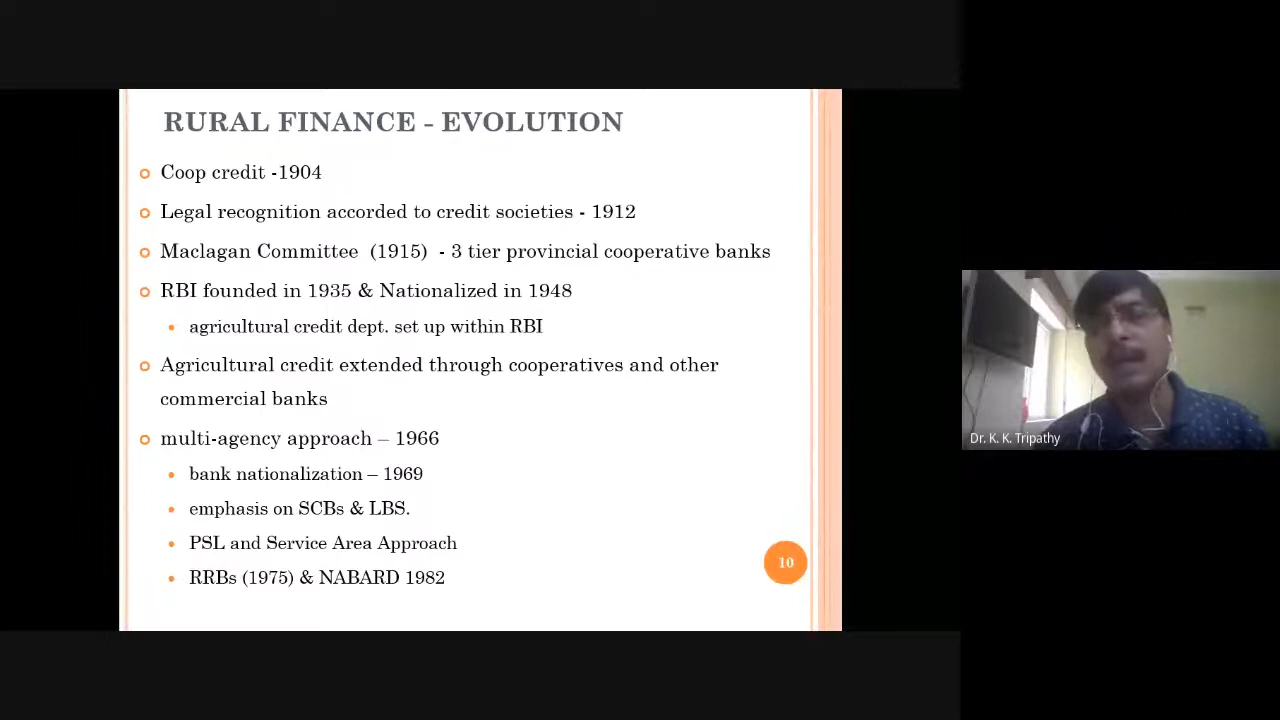 RURAL FINANCE - EVOLUTION
Coop credit -1904
Legal recognition accorded to credit societies - 1912
Maclagan Committee (1915) - 3 tier provincial cooperative banks
RBI founded in 1935 & Nationalized in 1948
agricultural credit dept. set up within RBI
Agricultural credit extended through cooperatives and other
commercial banks
multi-agency approach – 1966
bank nationalization – 1969
emphasis on SCBs & LBS.
PSL and Service Area Approach
RRBs (1975) & NABARD 1982
10
Dr. K. K. Tripathy